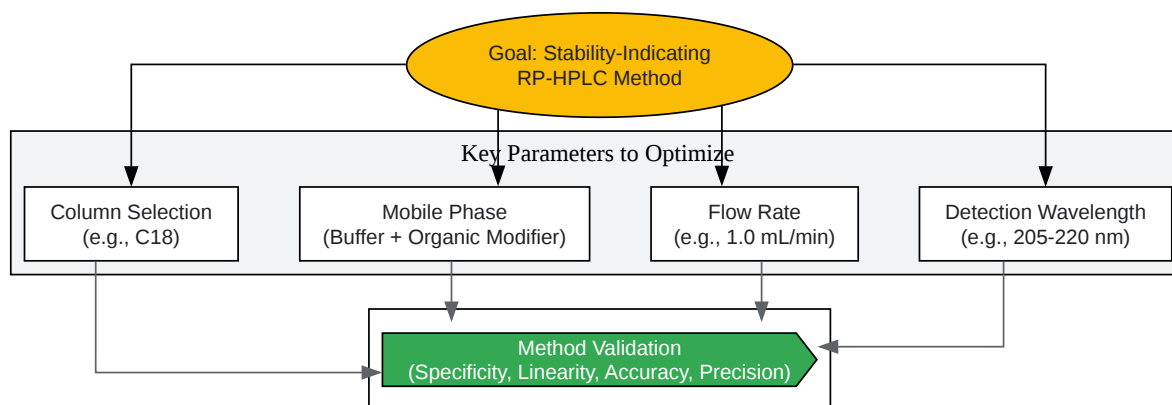 Goal: Stability-Indicating
RP-HPLC Method
Key Parameters to Optimize
Column Selection
(e.g., C18)
Mobile Phase
(Buffer + Organic Modifier)
Flow Rate
(e.g., 1.0 mL/min)
Detection Wavelength
(e.g., 205-220 nm)
Method Validation
(Specificity, Linearity, Accuracy, Precision)